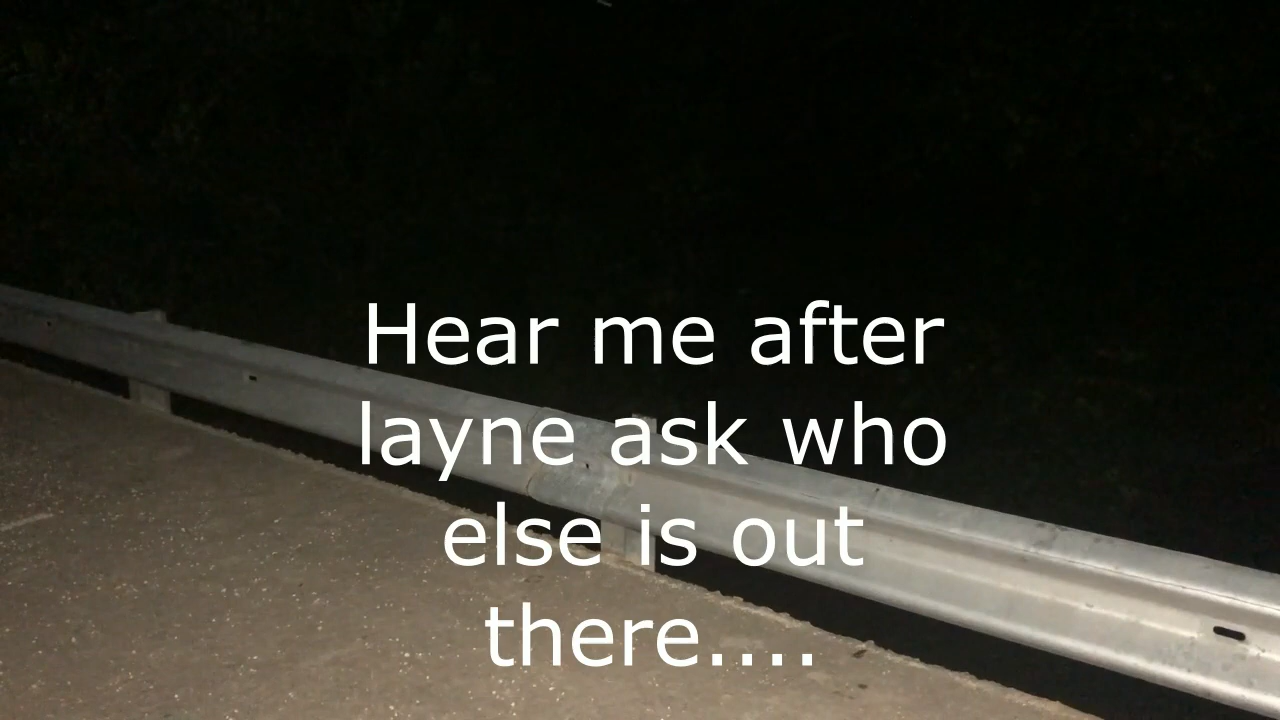 Hear me after
layne ask who
else is out
there....